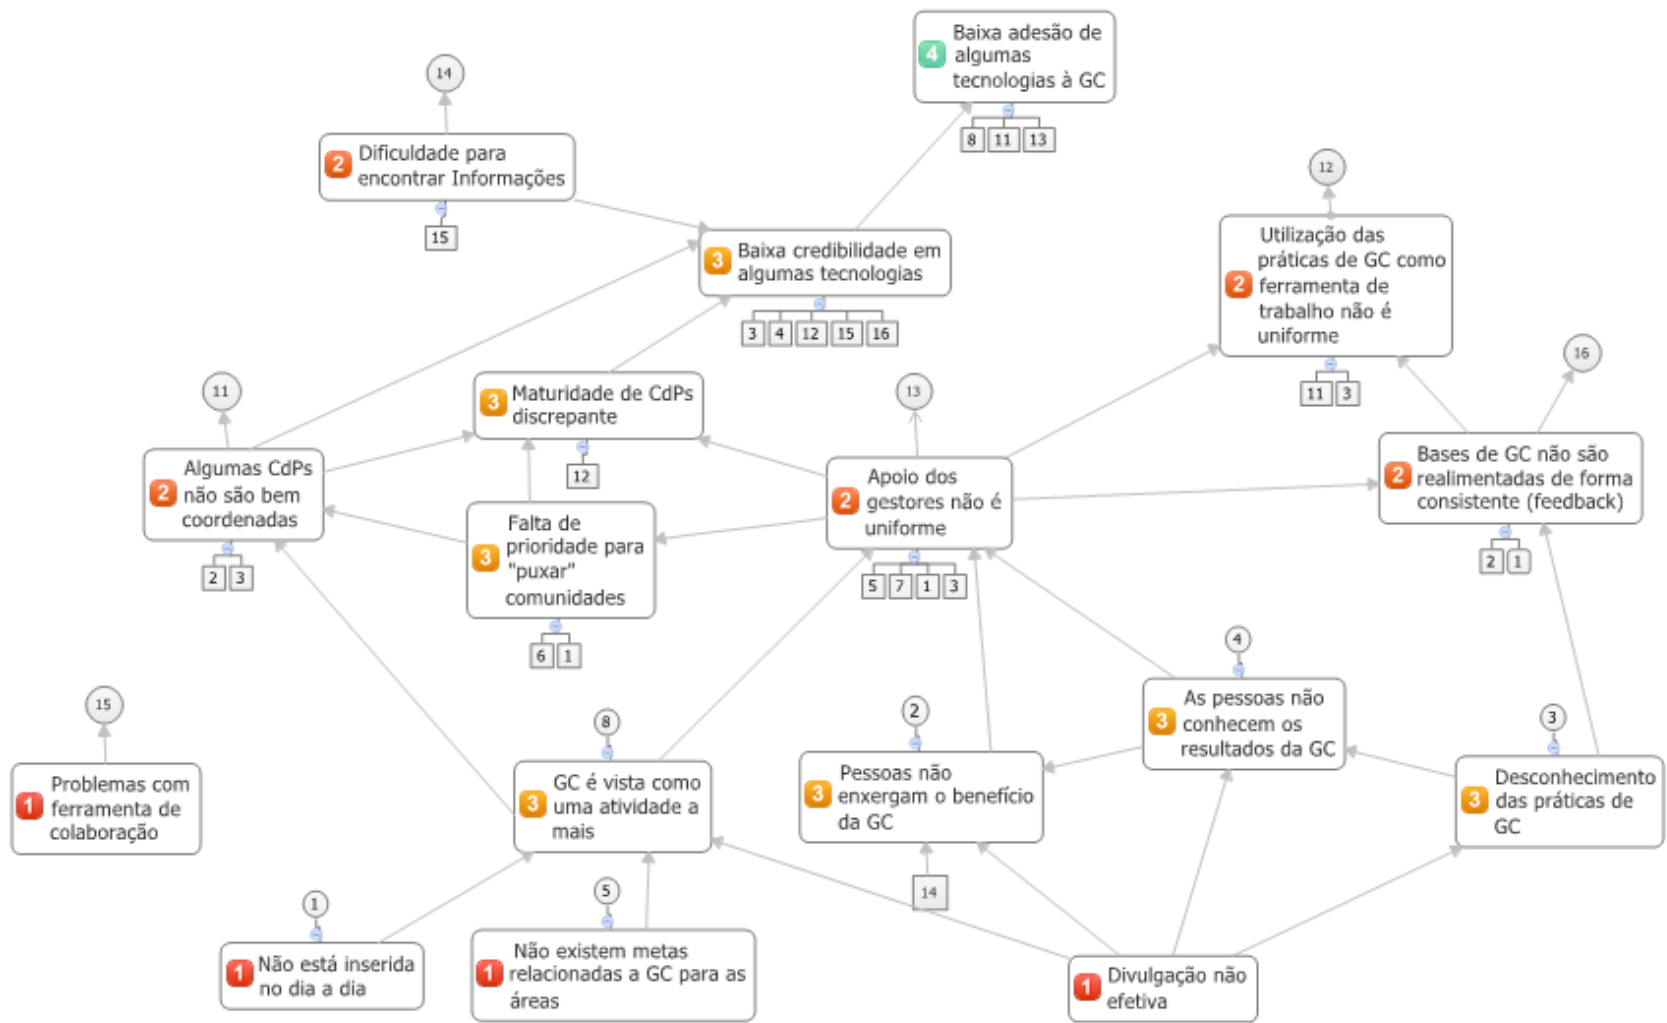 Baixa adesão de
4
algumas
tecnologias à GC
8 11 13
14
2
Dificuldade para
encontrar Informações
15
12
Utilização das
práticas de GC como
2
ferramenta de
trabalho não é
uniforme
11 3
3
Baixa credibilidade em
algumas tecnologias
3 4 12 15 16
16
11
3
Maturidade de CdPs
discrepante
12
13
Algumas CdPs
2
não são bem
coordenadas
2 3
Apoio dos
2
gestores não é
uniforme
5 7 1 3
Bases de GC não são
2
realimentadas de forma
consistente (feedback)
2 1
Falta de
prioridade para
3
"puxar"
comunidades
6 1
4
As pessoas não
3
conhecem os
resultados da GC
15
Problemas com
1
ferramenta de
colaboração
8
GC é vista como
3
uma atividade a
mais
2
Pessoas não
3
enxergam o benefício
da GC
14
3
Desconhecimento
3
das práticas de
GC
1
1
Não está inserida
no dia a dia
5
Não existem metas
1
relacionadas a GC para as
áreas
1
Divulgação não
efetiva